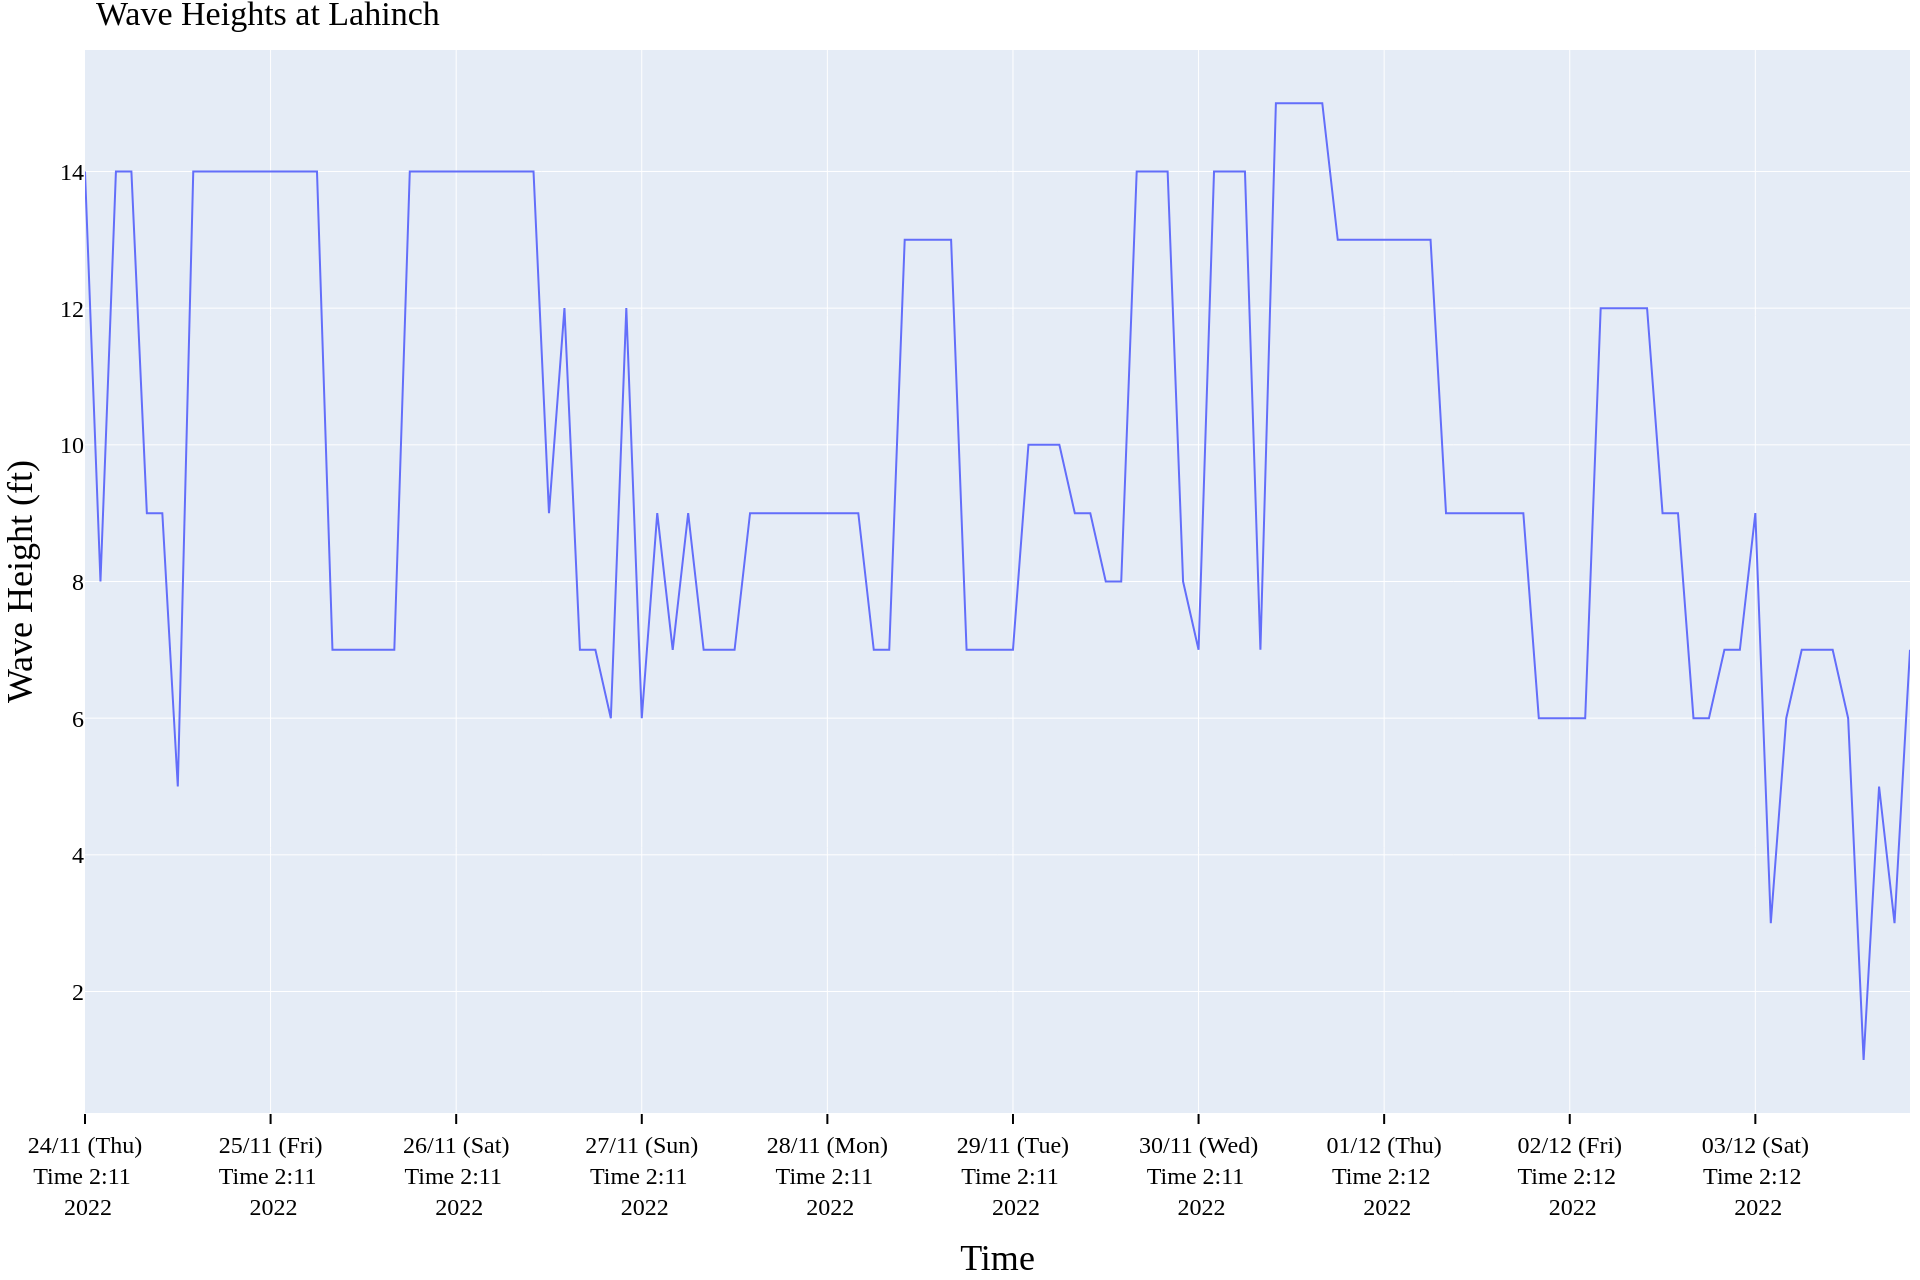 Wave Heights at Lahinch
Wave Height (ft)
14
12
10
8
6
4
2
24/11 (Thu)
Time 2:11
2022
25/11 (Fri)
Time 2:11
2022
26/11 (Sat)
Time 2:11
2022
27/11 (Sun)
Time 2:11
2022
28/11 (Mon)
Time 2:11
2022
29/11 (Tue)
Time 2:11
2022
30/11 (Wed)
Time 2:11
2022
01/12 (Thu)
Time 2:12
2022
02/12 (Fri)
Time 2:12
2022
03/12 (Sat)
Time 2:12
2022
Time